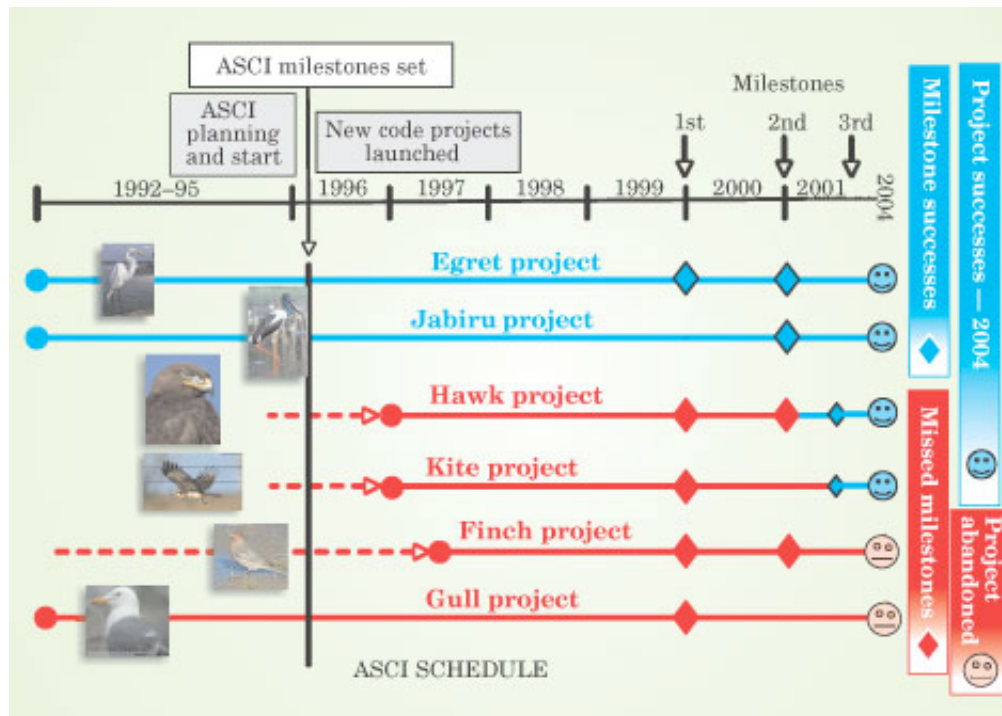 ASCI milestones set
ASCI
planning
and start
New code projects
launched
Milestones
1st
2nd
3rd
1992–95
1996
1997
1998
1999
2000
2001
2004
Egret project
Jabiru project
Hawk project
Kite project
Finch project
Gull project
ASCI SCHEDULE
Milestone successes
Missed milestones
Project successes — 2004
Project
abandoned